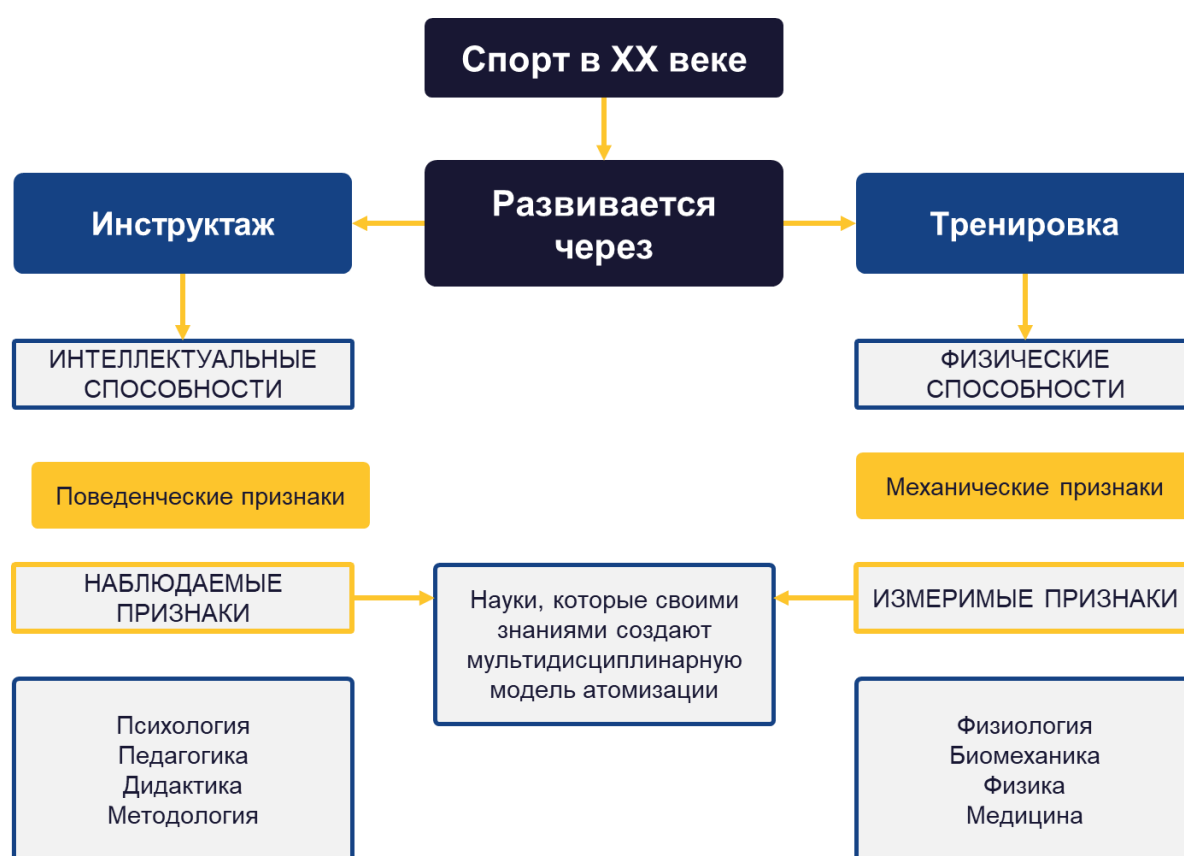 Спорт в XX веке
Развивается
через
Инструктаж
Тренировка
ИНТЕЛЛЕКТУАЛЬНЫЕ
СПОСОБНОСТИ
ФИЗИЧЕСКИЕ
СПОСОБНОСТИ
Поведенческие признаки
Механические признаки
НАБЛЮДАЕМЫЕ
ПРИЗНАКИ
Науки, которые своими
знаниями создают
мультидисциплинарную
модель атомизации
ИЗМЕРИМЫЕ ПРИЗНАКИ
Психология
Педагогика
Дидактика
Методология
Физиология
Биомеханика
Физика
Медицина